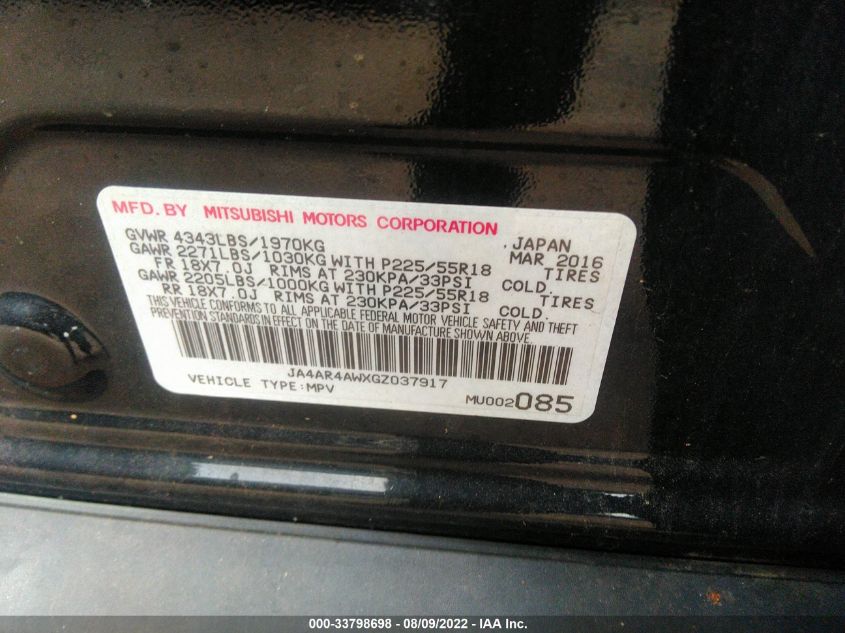 MFD. BY MITSUBISHI MOTORS CORPORATION
GVWR 4343LBS/1970KG JAPAN
GAWR 2271LBS/1030KG WITH P225/55R18 MAR 2016
FR 18X7.0J RIMS AT 230KPA/33PSI COLD. TIRES
GAWR 2205LBS/1000KG WITH P225/55R18
RR 18X7.0J RIMS AT 230KPA/33PSI COLD. TIRES
THIS VEHICLE CONFORMS TO ALL APPLICABLE FEDERAL MOTOR VEHICLE SAFETY AND THEFT
PREVENTION STANDARDS IN EFFECT ON THE DATE OF MANUFACTURE SHOWN ABOVE.
JA4AR4AWXGZ037917
VEHICLE TYPE:MPV MU002085
000-33798698 - 08/09/2022 - IAA Inc.